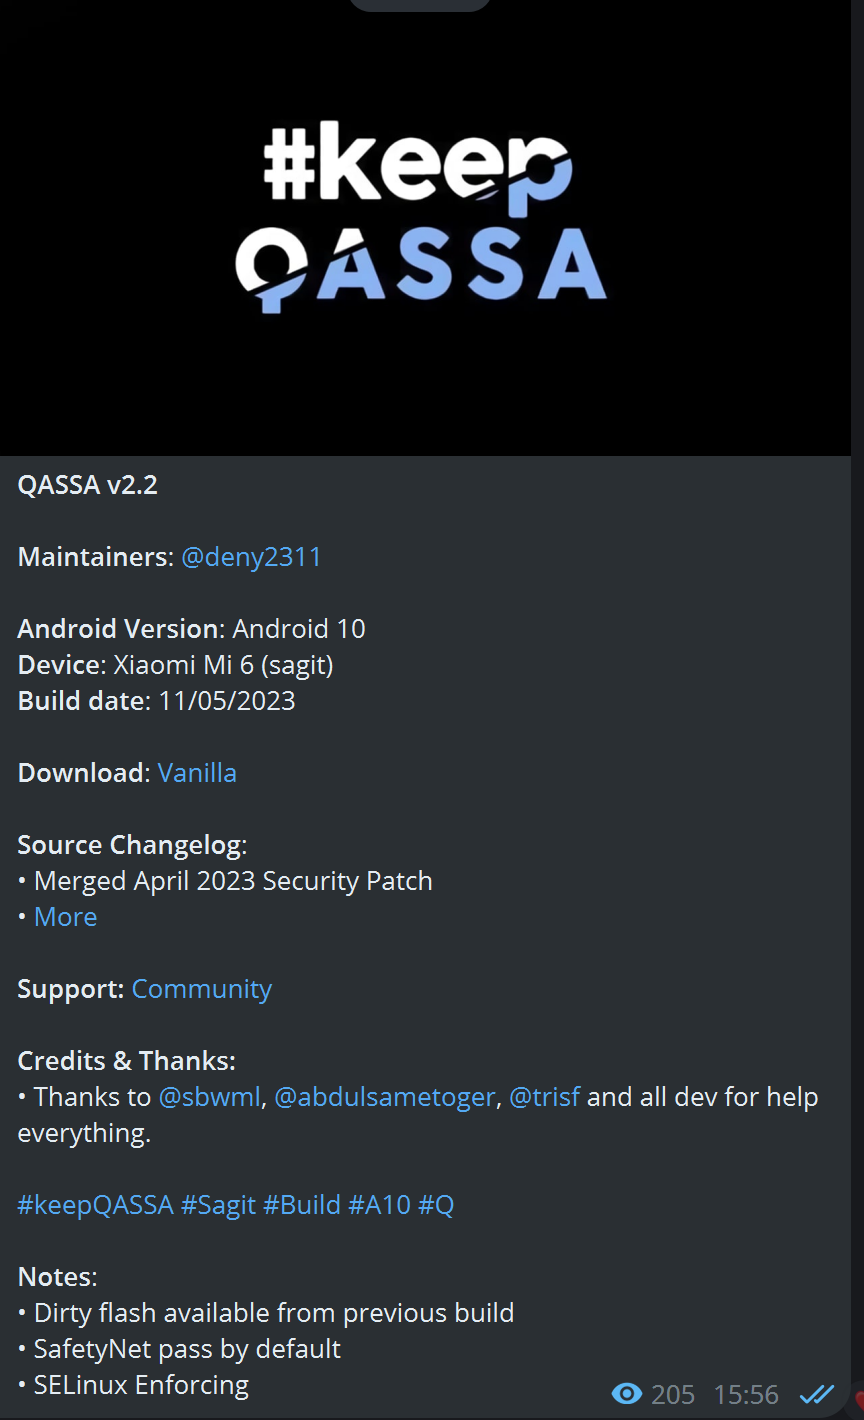 #keep
QASSA
QASSA v2.2
Maintainers: @deny2311
Android Version: Android 10
Device: Xiaomi Mi 6 (sagit)
Build date: 11/05/2023
Download: Vanilla
Source Changelog:
• Merged April 2023 Security Patch
• More
Support: Community
Credits & Thanks:
• Thanks to @sbwml, @abdulsametoger, @trisf and all dev for help
everything.
#keepQASSA #Sagit #Build #A10 #Q
Notes:
• Dirty flash available from previous build
• SafetyNet pass by default
• SELinux Enforcing
205 15:56